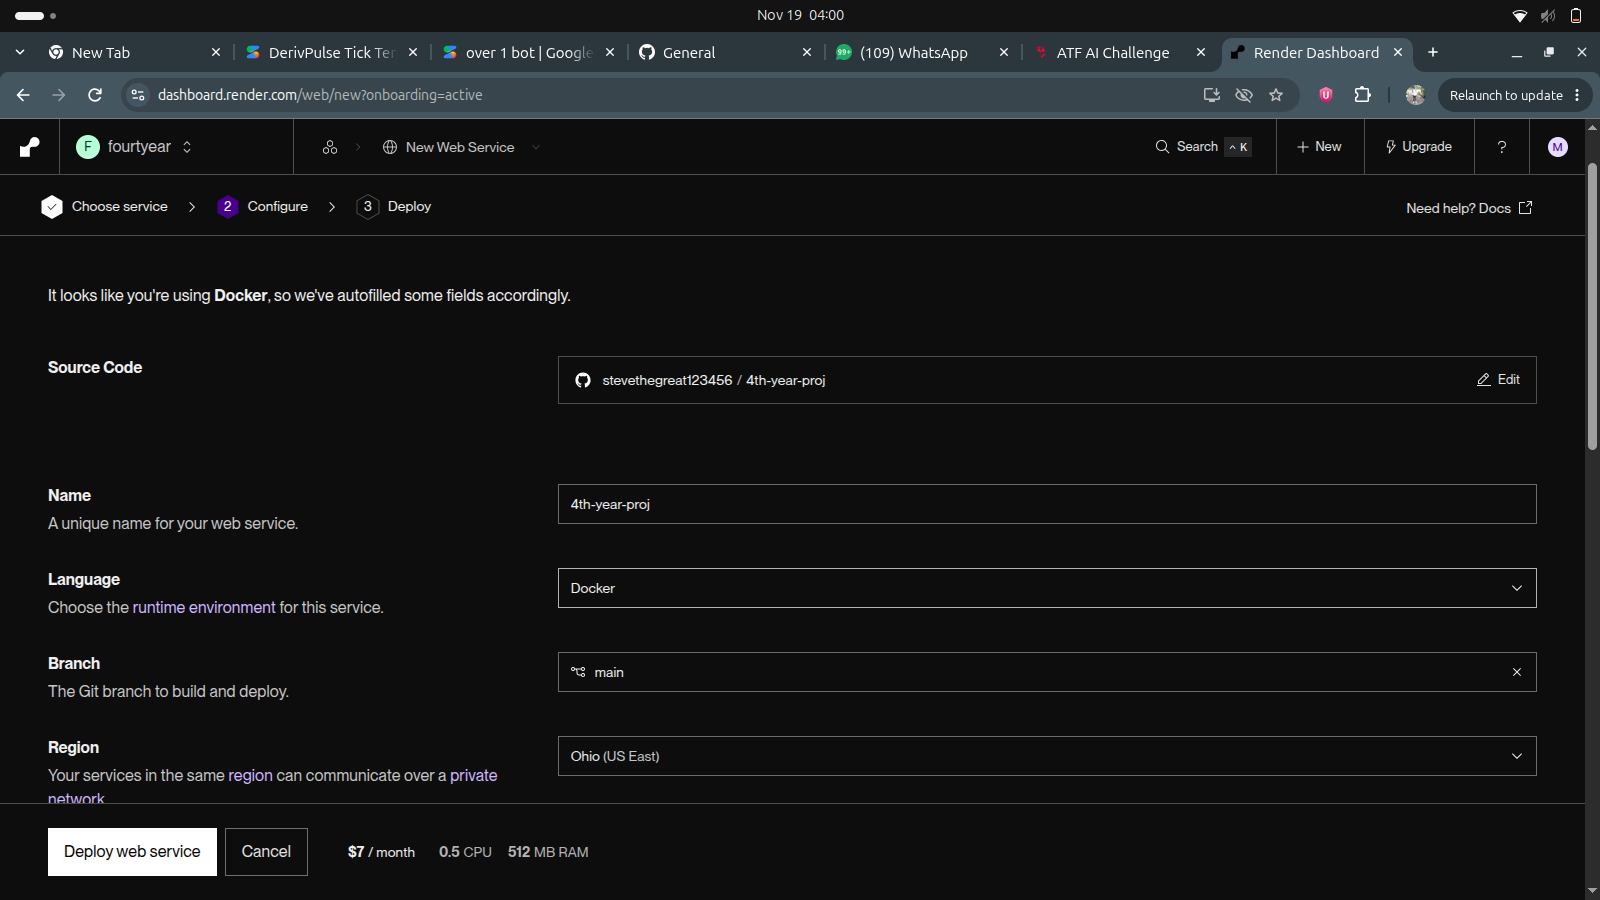 Nov 19 04:00
New Tab
DerivPulse Tick Ter
over 1 bot | Google
General
99+
(109) WhatsApp
ATF AI Challenge
Render Dashboard
dashboard.render.com/web/new?onboarding=active
Relaunch to update
F fourtyear
New Web Service
Search ^ K
+ New
Upgrade
?
M
Choose service
2 Configure
3 Deploy
Need help? Docs
It looks like you're using Docker, so we've autofilled some fields accordingly.
Source Code
stevethegreat123456 / 4th-year-proj
Edit
Name
A unique name for your web service.
4th-year-proj
Language
Choose the runtime environment for this service.
Docker
Branch
The Git branch to build and deploy.
main
Region
Your services in the same region can communicate over a private
network.
Ohio (US East)
Deploy web service
Cancel
$7 / month 0.5 CPU 512 MB RAM